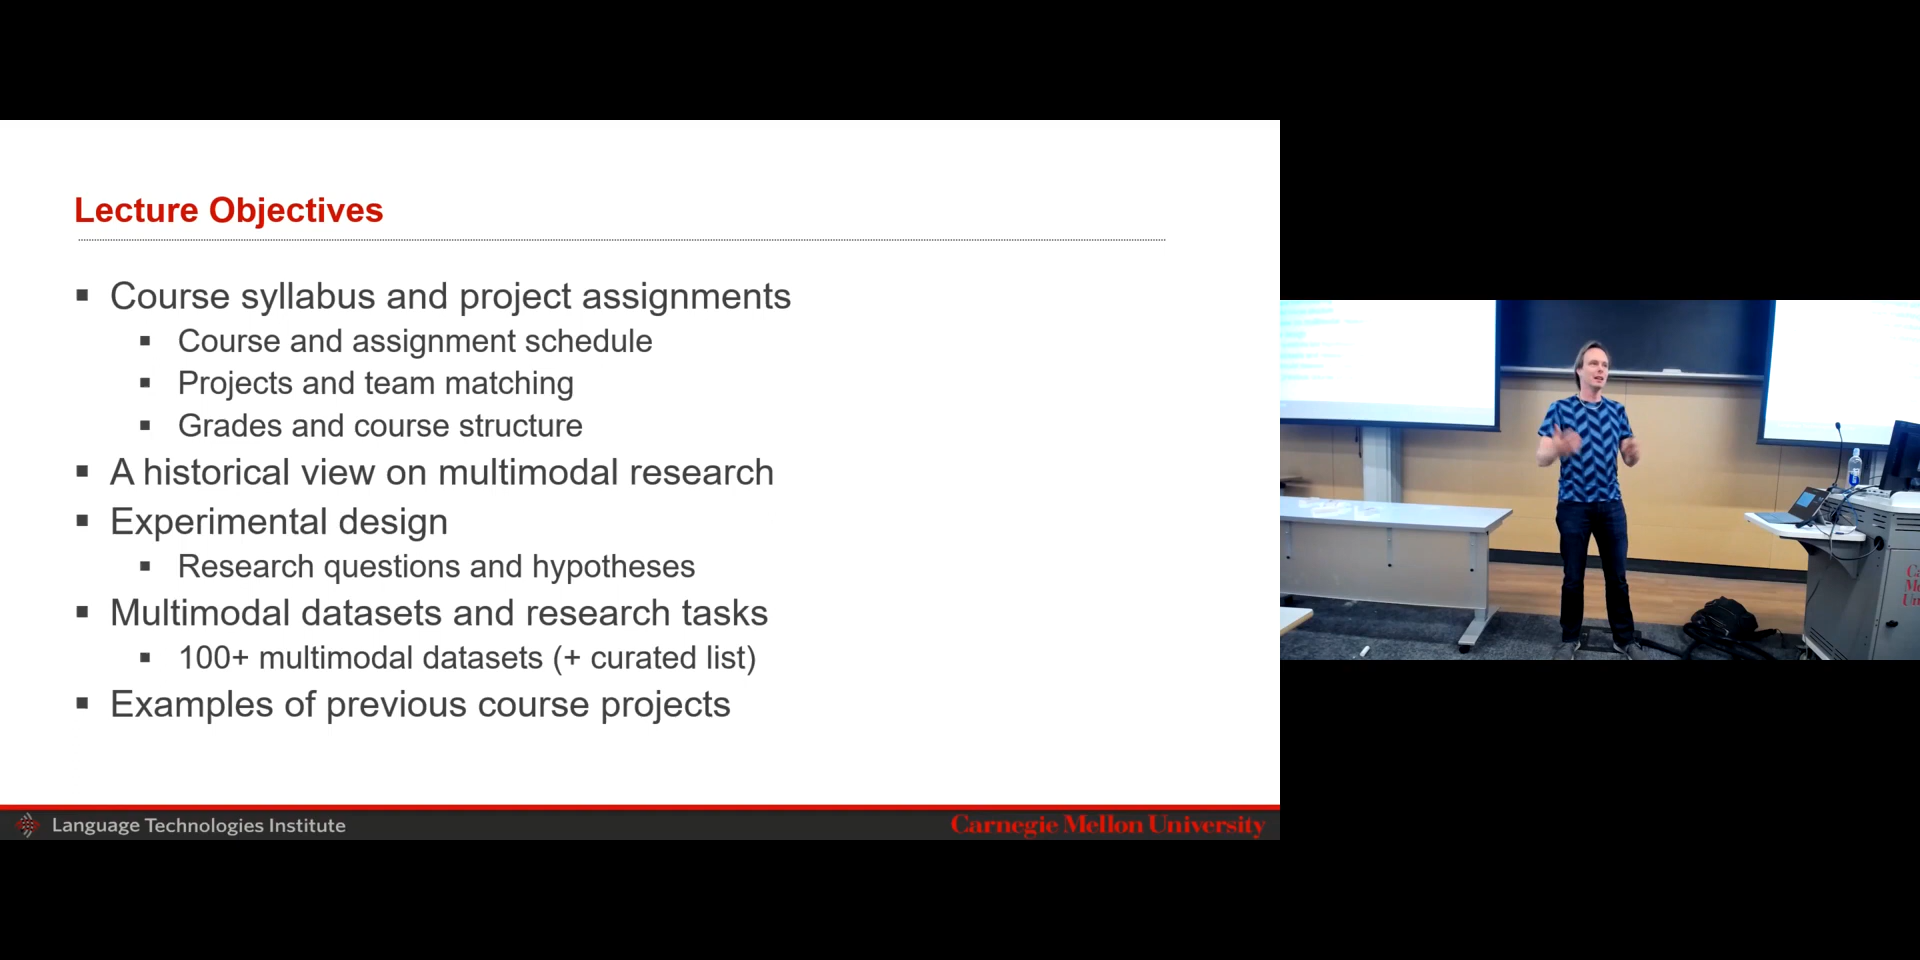 Lecture Objectives
▪ Course syllabus and project assignments
▪ Course and assignment schedule
▪ Projects and team matching
▪ Grades and course structure
▪ A historical view on multimodal research
▪ Experimental design
▪ Research questions and hypotheses
▪ Multimodal datasets and research tasks
▪ 100+ multimodal datasets (+ curated list)
▪ Examples of previous course projects
Language Technologies Institute
Carnegie Mellon University